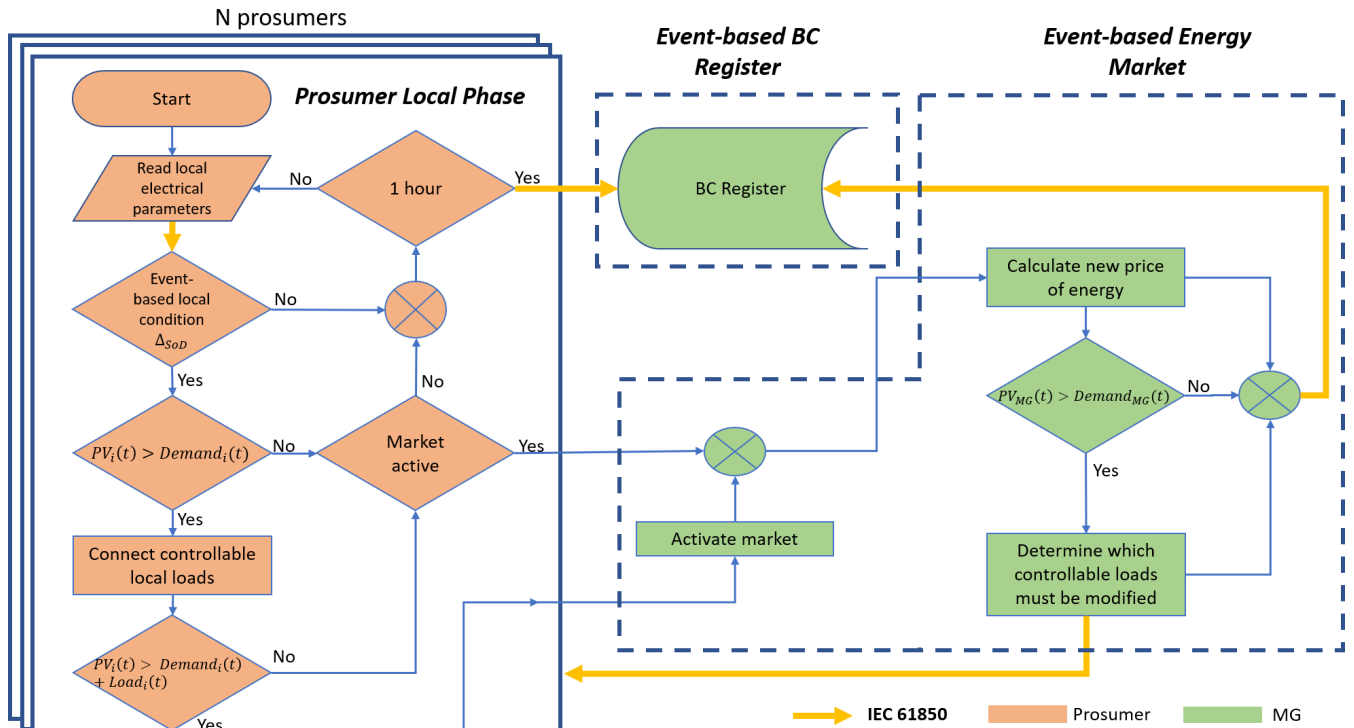 N prosumers
Event-based BC
Register
Event-based Energy
Market
Prosumer Local Phase
Start
Read local
electrical
parameters
No
1 hour
Yes
BC Register
Event-
based local
condition
Δ_SoD
No
Calculate new price
of energy
Yes
No
PV_MG(t) > Demand_MG(t)
No
PV_i(t) > Demand_i(t)
No
Market
active
Yes
Yes
Yes
Activate market
Connect controllable
local loads
Determine which
controllable loads
must be modified
PV_i(t) > Demand_i(t)
+ Load_i(t)
No
Yes
IEC 61850
Prosumer
MG